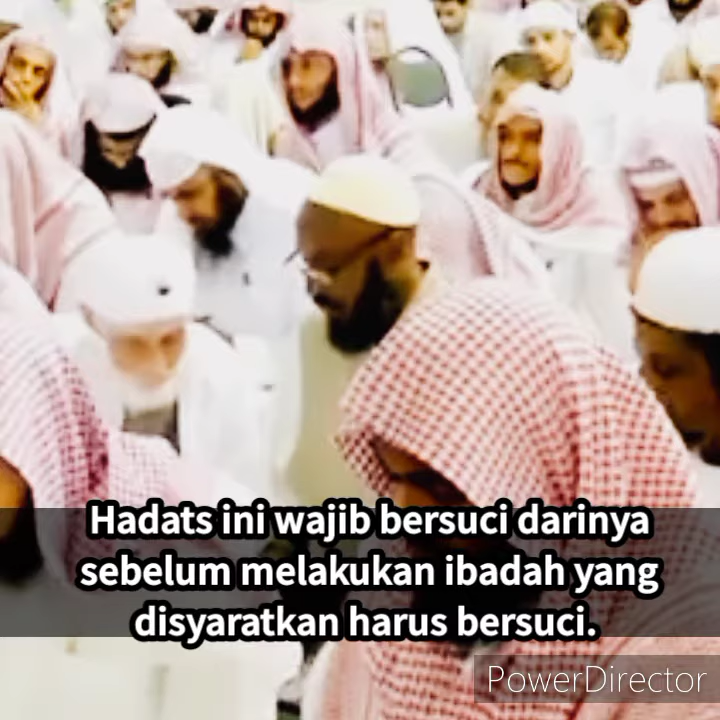 Hadats ini wajib bersuci darinya
sebelum melakukan ibadah yang
disyaratkan harus bersuci.
PowerDirector